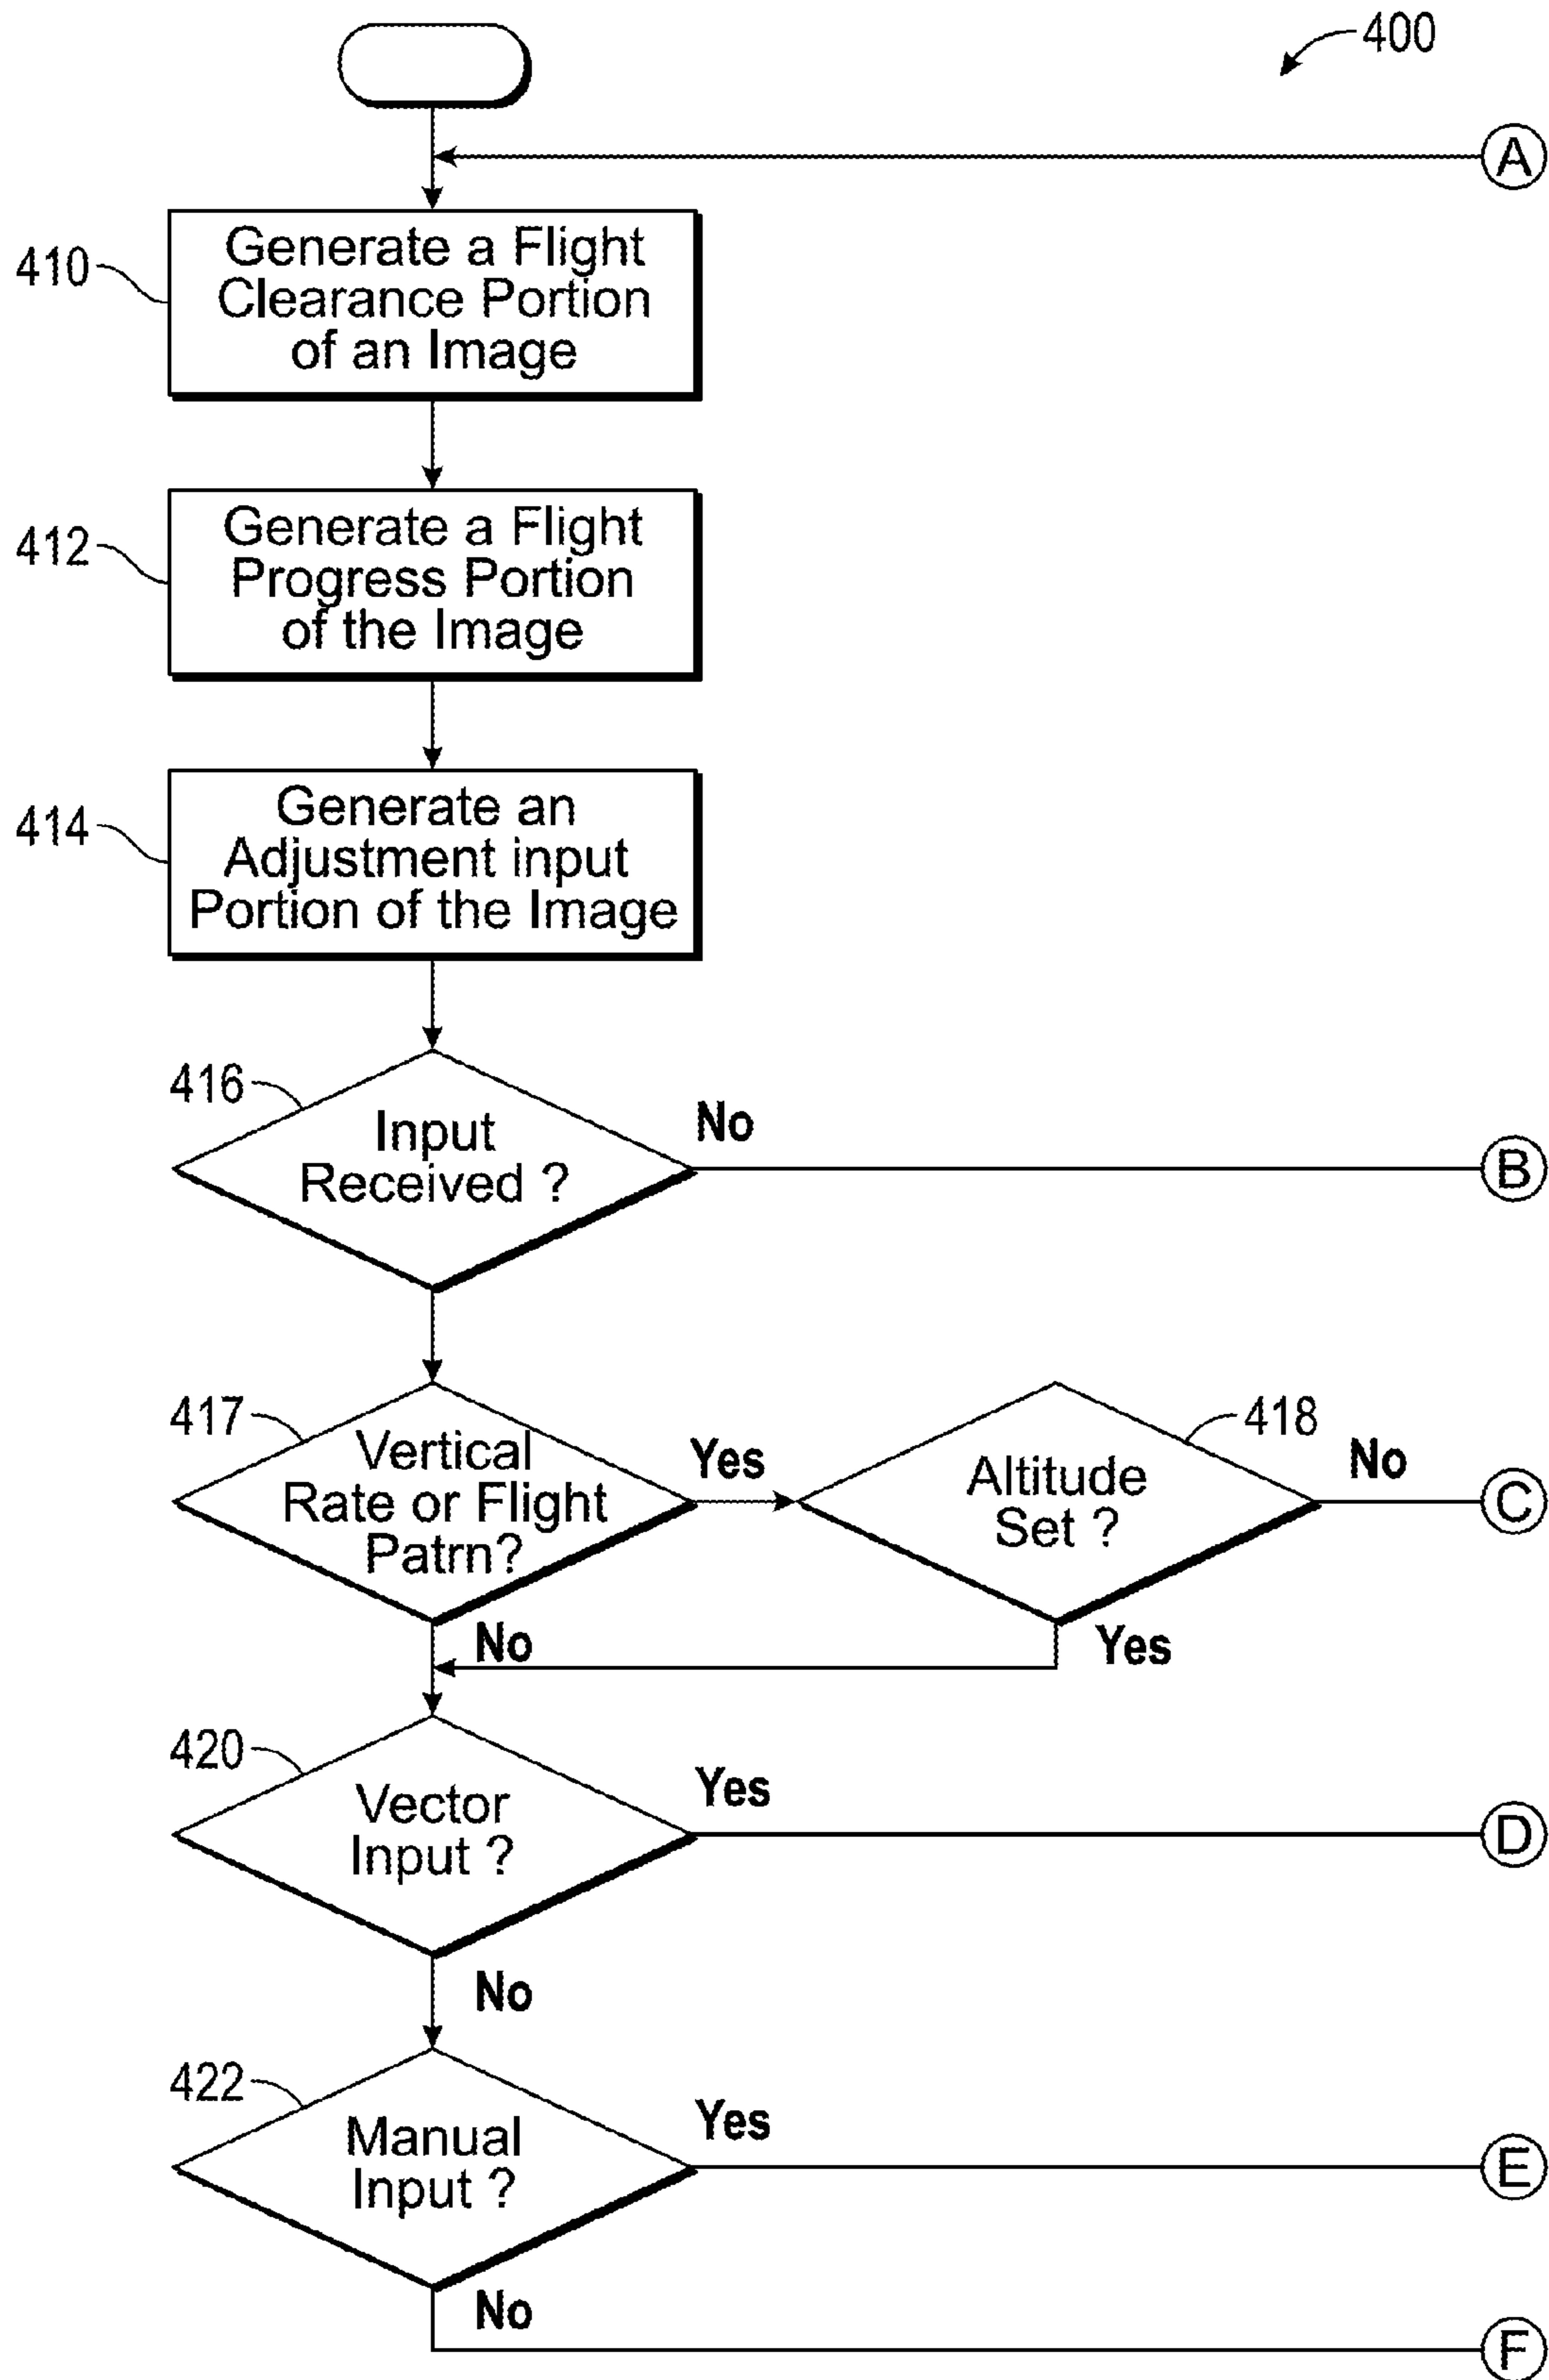 400
A
410
Generate a Flight
Clearance Portion
of an Image
412
Generate a Flight
Progress Portion
of the Image
414
Generate an
Adjustment input
Portion of the Image
416
Input
Received ?
No
B
417
Vertical
Rate or Flight
Patrn?
Yes
418
Altitude
Set ?
No
C
No
Yes
420
Vector
Input ?
Yes
D
No
422
Manual
Input ?
Yes
E
No
F